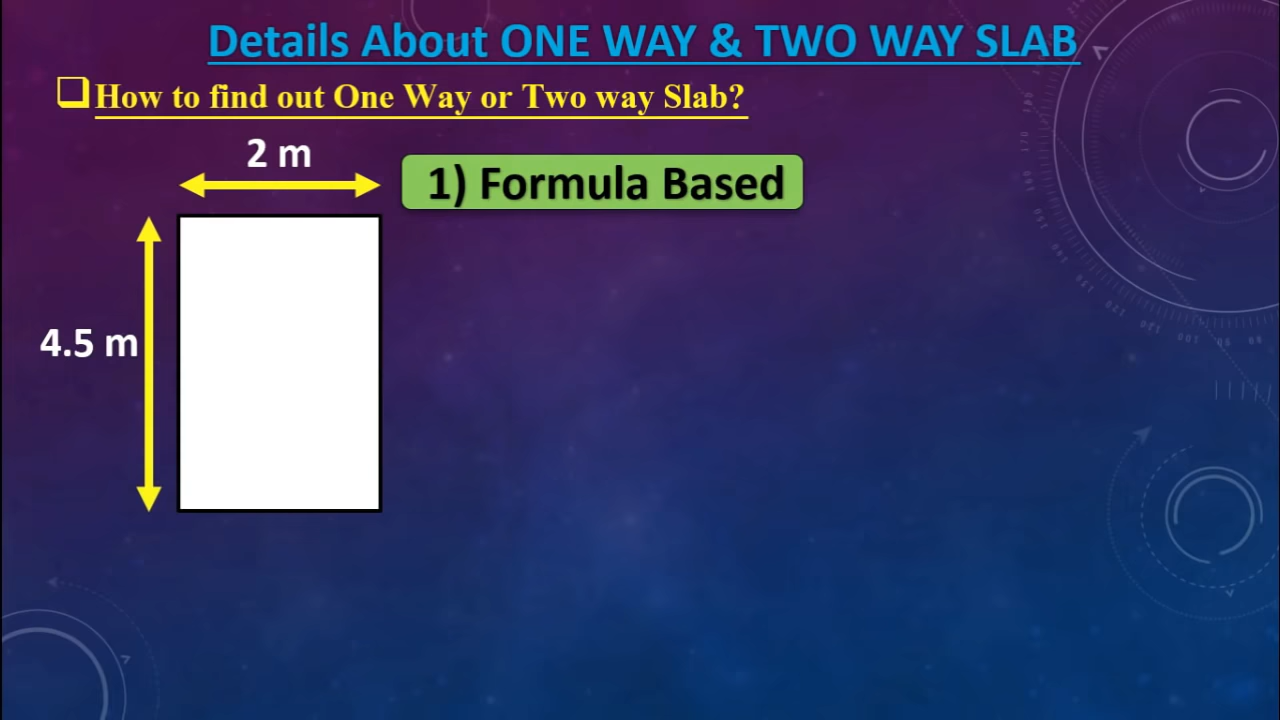 Details About ONE WAY & TWO WAY SLAB
How to find out One Way or Two way Slab?
2 m
1) Formula Based
4.5 m